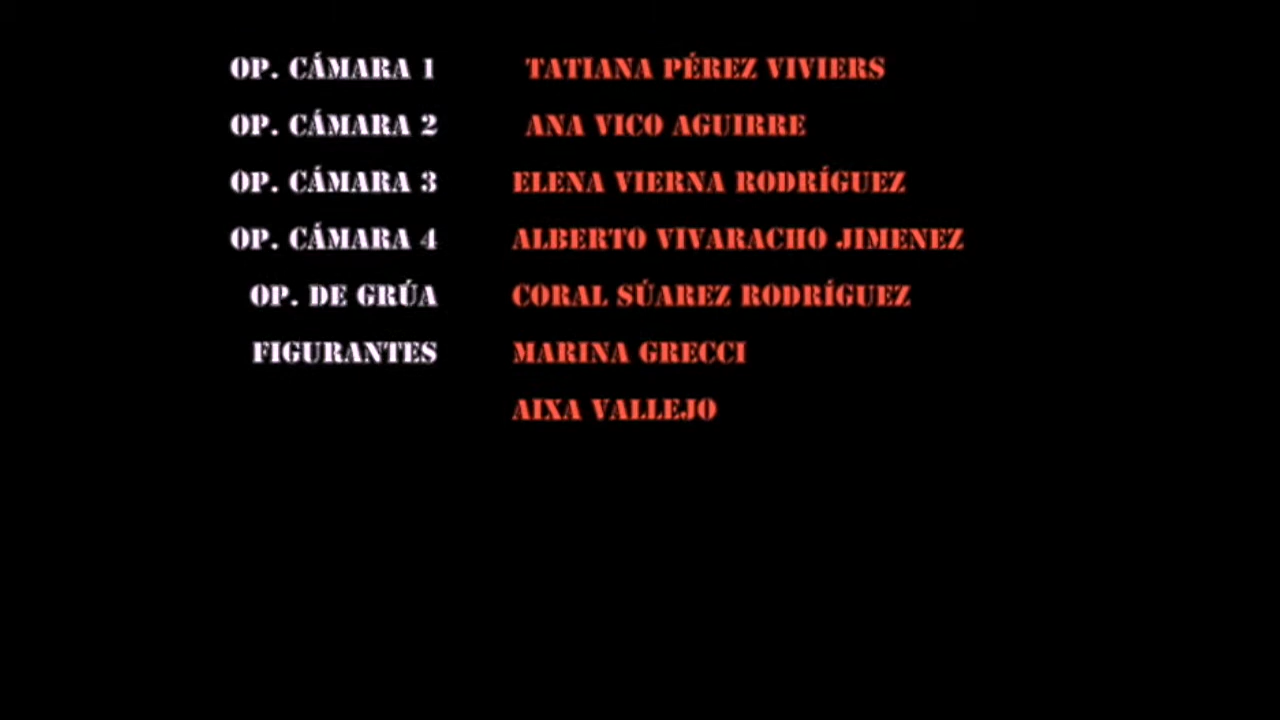 OP. CÁMARA 1 TATIANA PÉREZ VIVIERS
OP. CÁMARA 2 ANA VICO AGUIRRE
OP. CÁMARA 3 ELENA VIERNA RODRÍGUEZ
OP. CÁMARA 4 ALBERTO VIVARACHO JIMENEZ
OP. DE GRÚA CORAL SÚAREZ RODRÍGUEZ
FIGURANTES MARINA GRECCI
AIXA VALLEJO